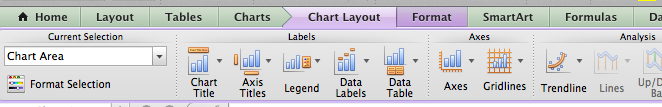 Home Layout Tables Charts Chart Layout Format SmartArt Formulas Da
Current Selection Labels Axes Analysis
Chart Area
Format Selection
Chart Title
Axis Titles
Legend
Data Labels
Data Table
Axes
Gridlines
Trendline
Lines
Up/D
Ba